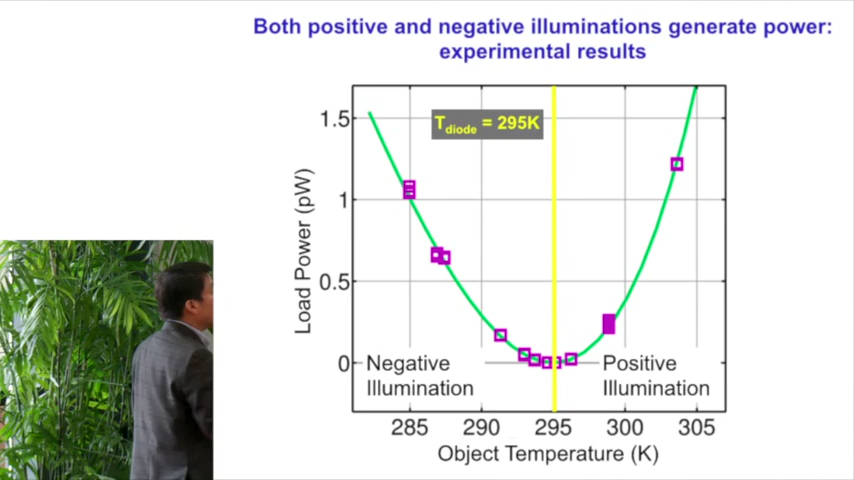 Both positive and negative illuminations generate power:
experimental results
T_diode = 295K
1.5
1
0.5
0
Load Power (pW)
Negative
Illumination
Positive
Illumination
285 290 295 300 305
Object Temperature (K)